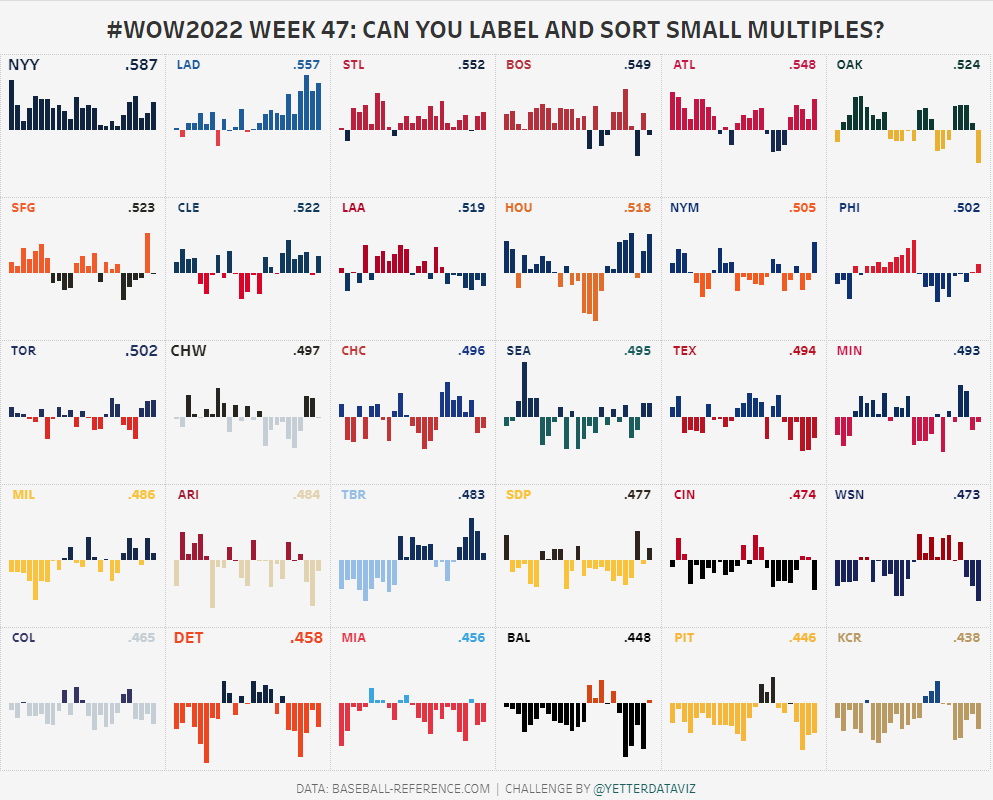 #WOW2022 WEEK 47: CAN YOU LABEL AND SORT SMALL MULTIPLES?
NYY .587 LAD .557 STL .552 BOS .549 ATL .548 OAK .524
SFG .523 CLE .522 LAA .519 HOU .518 NYM .505 PHI .502
TOR .502 CHW .497 CHC .496 SEA .495 TEX .494 MIN .493
MIL .486 ARI .484 TBR .483 SDP .477 CIN .474 WSN .473
COL .465 DET .458 MIA .456 BAL .448 PIT .446 KCR .438
DATA: BASEBALL-REFERENCE.COM | CHALLENGE BY @YETTERDATAVIZ